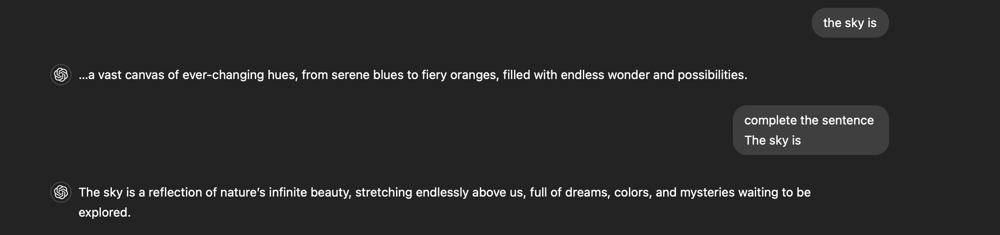 the sky is
...a vast canvas of ever-changing hues, from serene blues to fiery oranges, filled with endless wonder and possibilities.
complete the sentence
The sky is
The sky is a reflection of nature’s infinite beauty, stretching endlessly above us, full of dreams, colors, and mysteries waiting to be
explored.